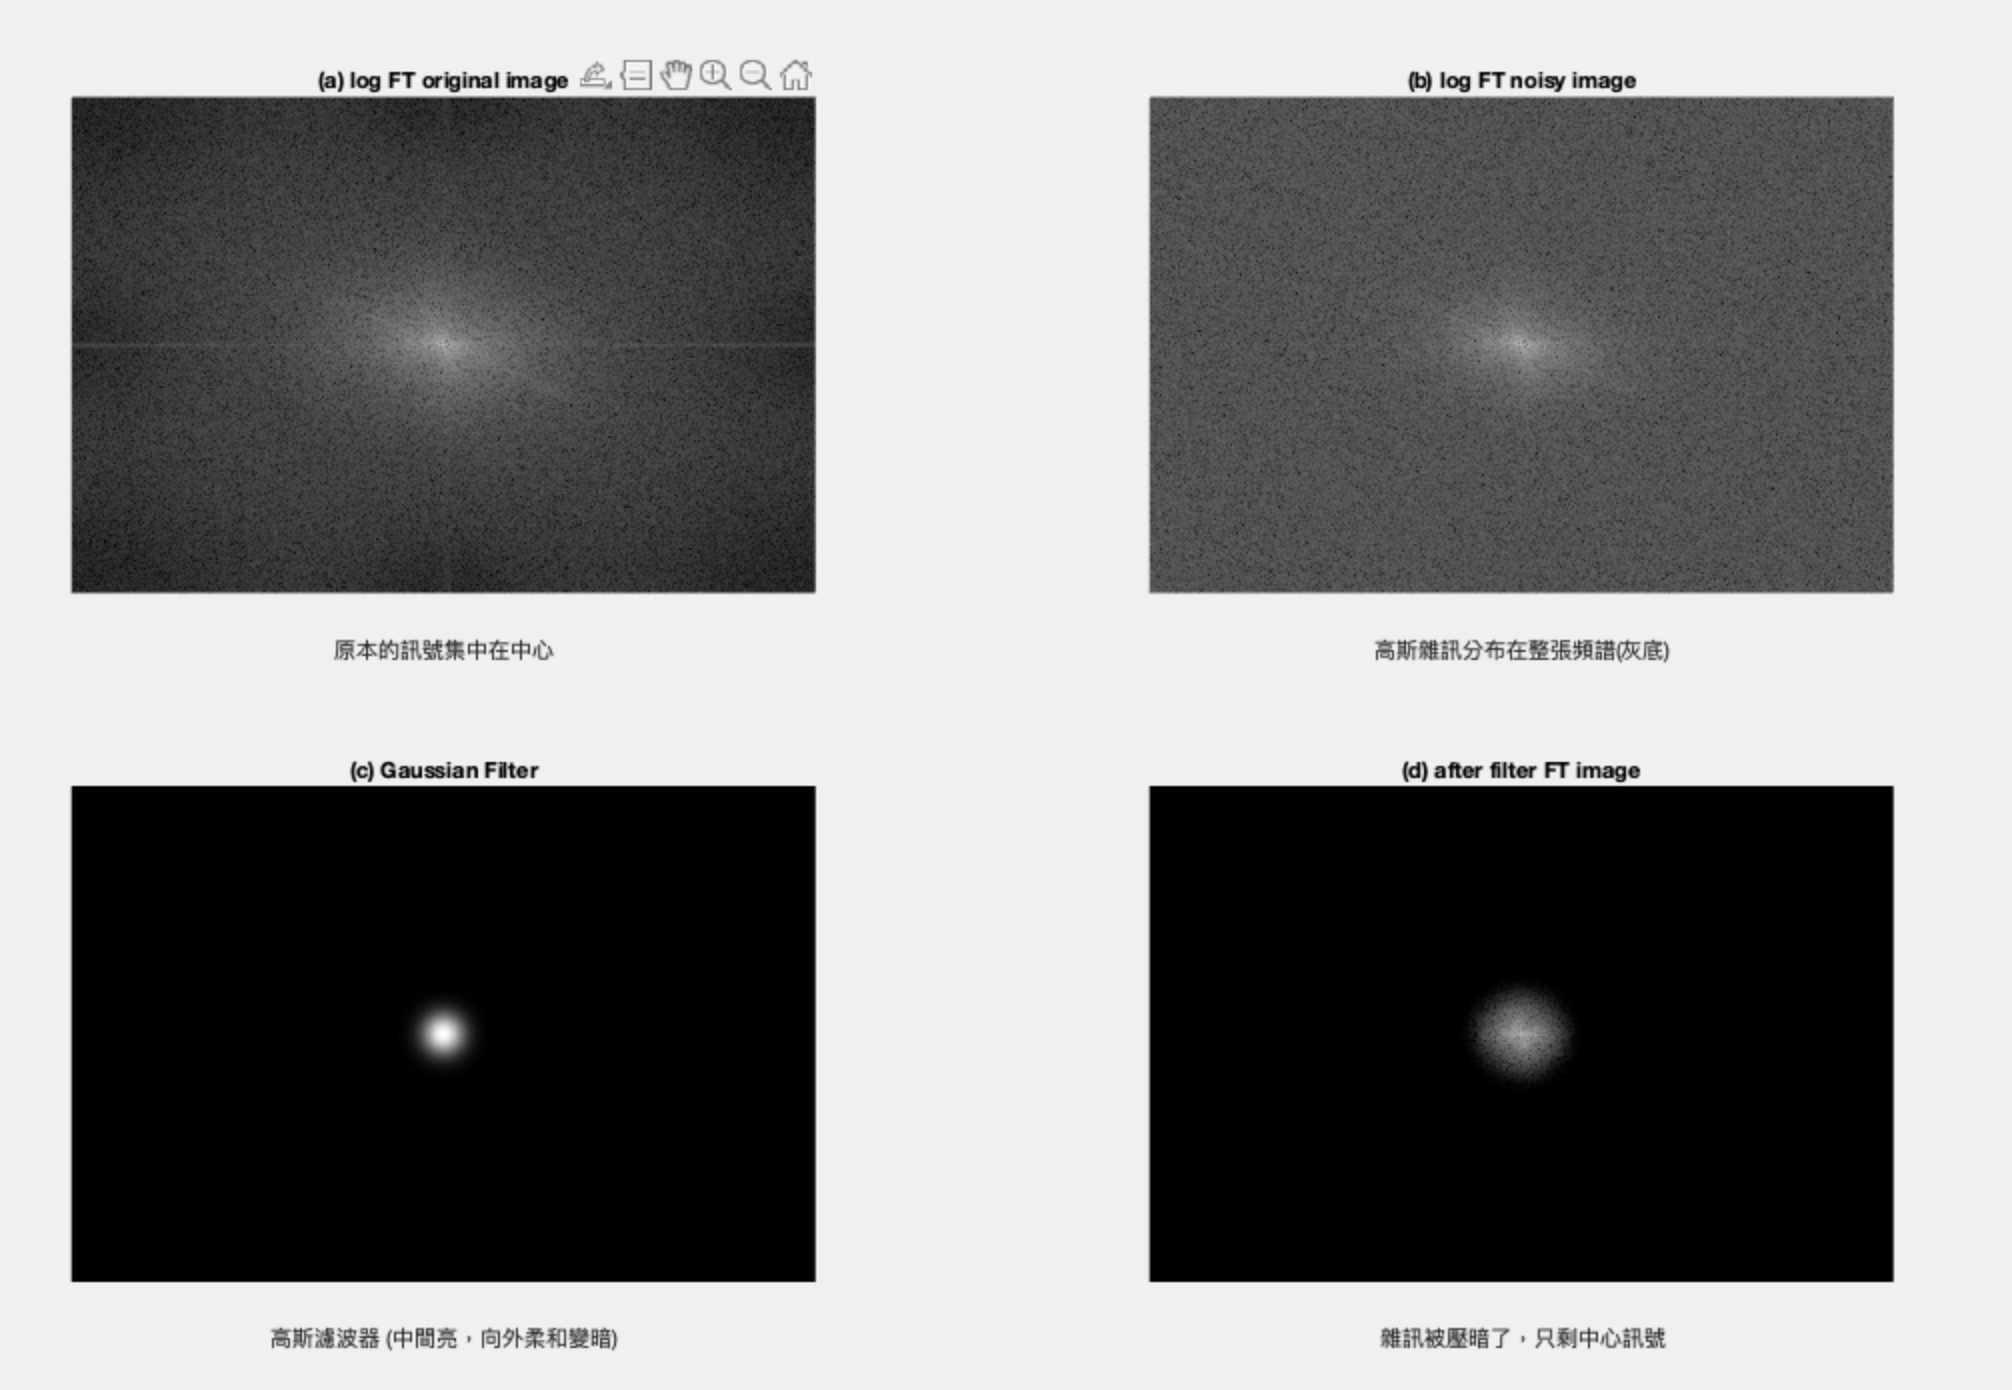 (a) log FT original image
(b) log FT noisy image
原本的訊號集中在中心
高斯雜訊分布在整張頻譜(灰底)
(c) Gaussian Filter
(d) after filter FT image
高斯濾波器 (中間亮，向外柔和變暗)
雜訊被壓暗了，只剩中心訊號